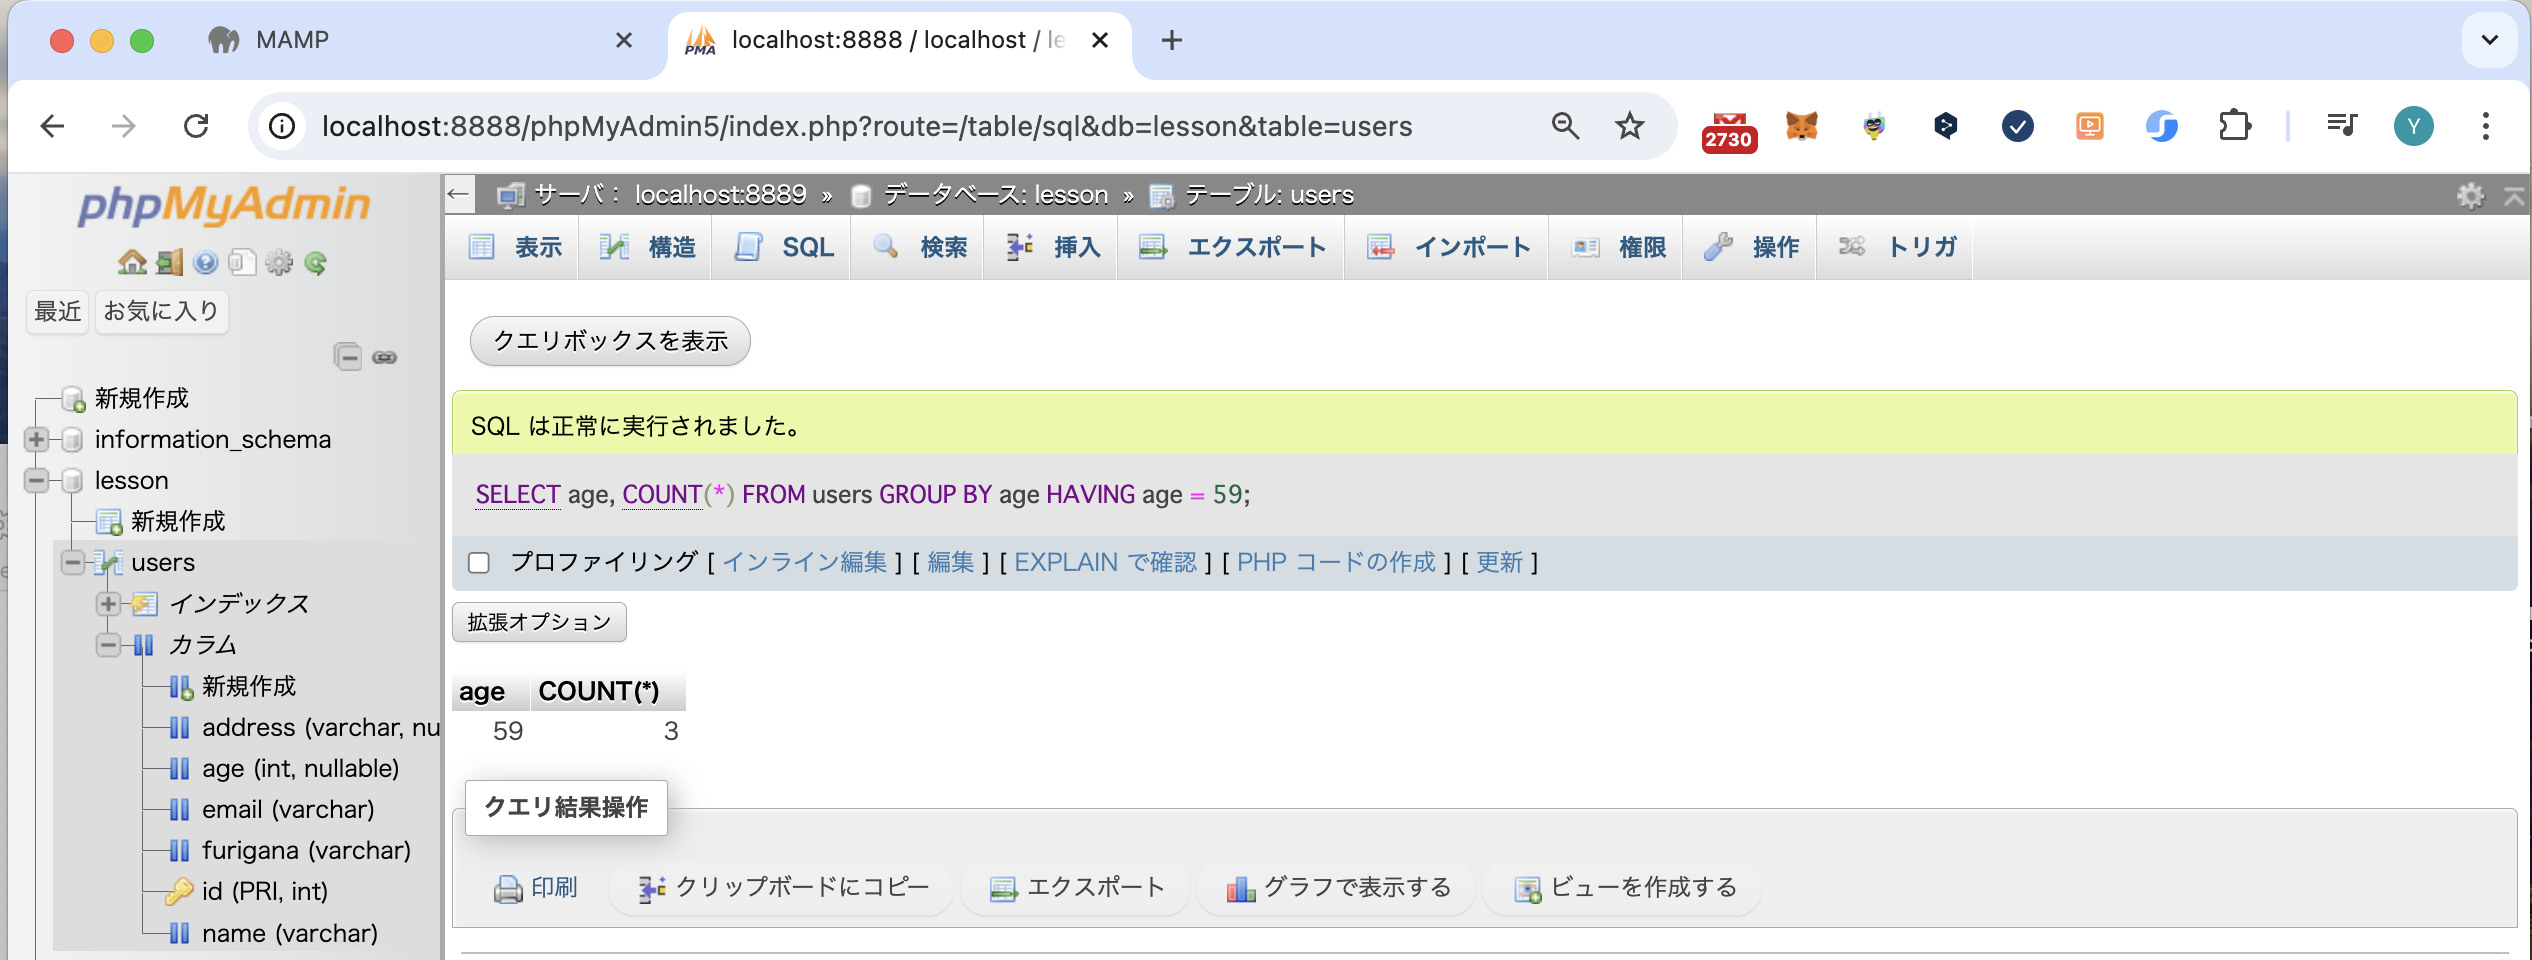 MAMP
localhost:8888 / localhost / le
localhost:8888/phpMyAdmin5/index.php?route=/table/sql&db=lesson&table=users
2730
Y
phpMyAdmin
最近 お気に入り
新規作成
information_schema
lesson
新規作成
users
インデックス
カラム
新規作成
address (varchar, nu
age (int, nullable)
email (varchar)
furigana (varchar)
id (PRI, int)
name (varchar)
サーバ: localhost:8889 » データベース: lesson » テーブル: users
表示 構造 SQL 検索 挿入 エクスポート インポート 権限 操作 トリガ
クエリボックスを表示
SQL は正常に実行されました。
SELECT age, COUNT(*) FROM users GROUP BY age HAVING age = 59;
プロファイリング [ インライン編集 ] [ 編集 ] [ EXPLAIN で確認 ] [ PHP コードの作成 ] [ 更新 ]
拡張オプション
age COUNT(*)
59 3
クエリ結果操作
印刷 クリップボードにコピー エクスポート グラフで表示する ビューを作成する